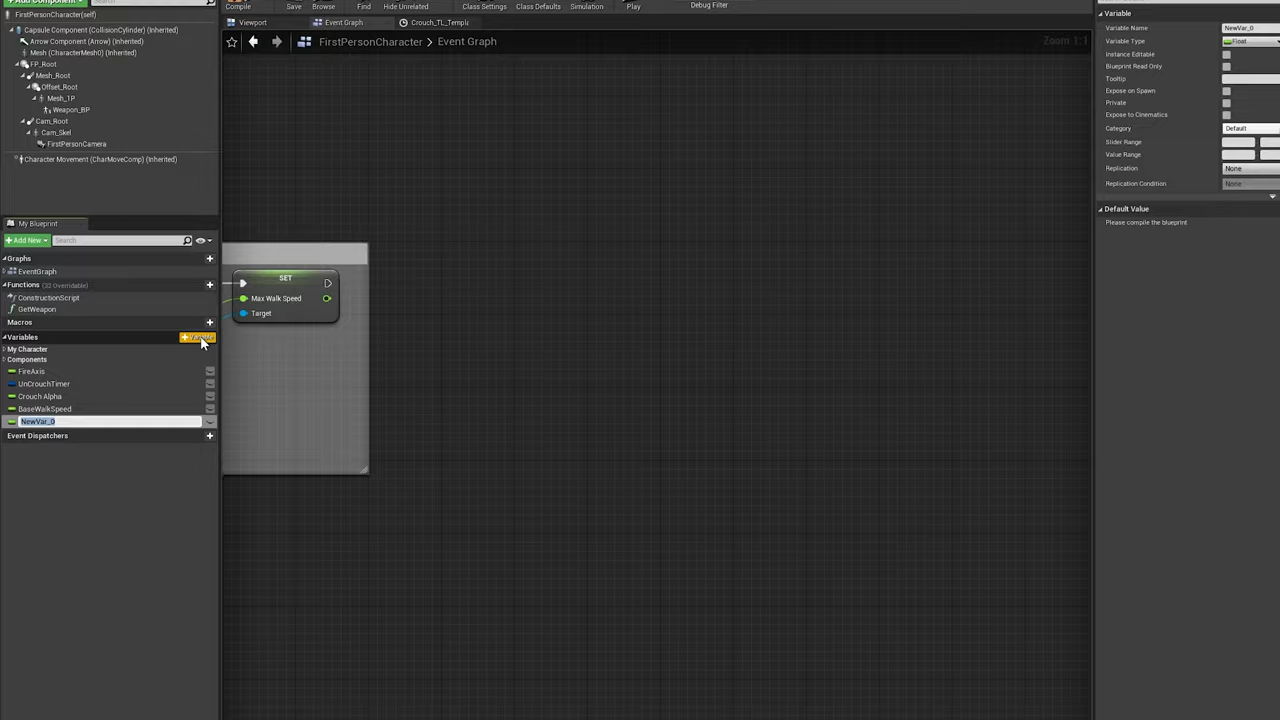 Add Component
Search
Compile
Save
Browse
Find
Hide Unrelated
Class Settings
Class Defaults
Simulation
Play
Debug Filter
FirstPersonCharacter(self)
Capsule Component (CollisionCylinder) (Inherited)
Arrow Component (Arrow) (Inherited)
Mesh (CharacterMesh0) (Inherited)
FP_Root
Mesh_Root
Offset_Root
Mesh_1P
Weapon_BP
Cam_Root
Cam_Skel
FirstPersonCamera
Character Movement (CharMoveComp) (Inherited)
My Blueprint
Add New
Search
Graphs
EventGraph
Functions (32 Overridable)
ConstructionScript
GetWeapon
Macros
Variables
Variable
My Character
Components
FireAxis
UnCrouchTimer
Crouch Alpha
BaseWalkSpeed
NewVar_0
Event Dispatchers
Viewport
Event Graph
Crouch_TL_Templa
FirstPersonCharacter > Event Graph
Zoom 1:1
SET
Max Walk Speed
Target
Variable
Variable Name
NewVar_0
Variable Type
Float
Instance Editable
Blueprint Read Only
Tooltip
Expose on Spawn
Private
Expose to Cinematics
Category
Default
Slider Range
Value Range
Replication
None
Replication Condition
None
Default Value
Please compile the blueprint